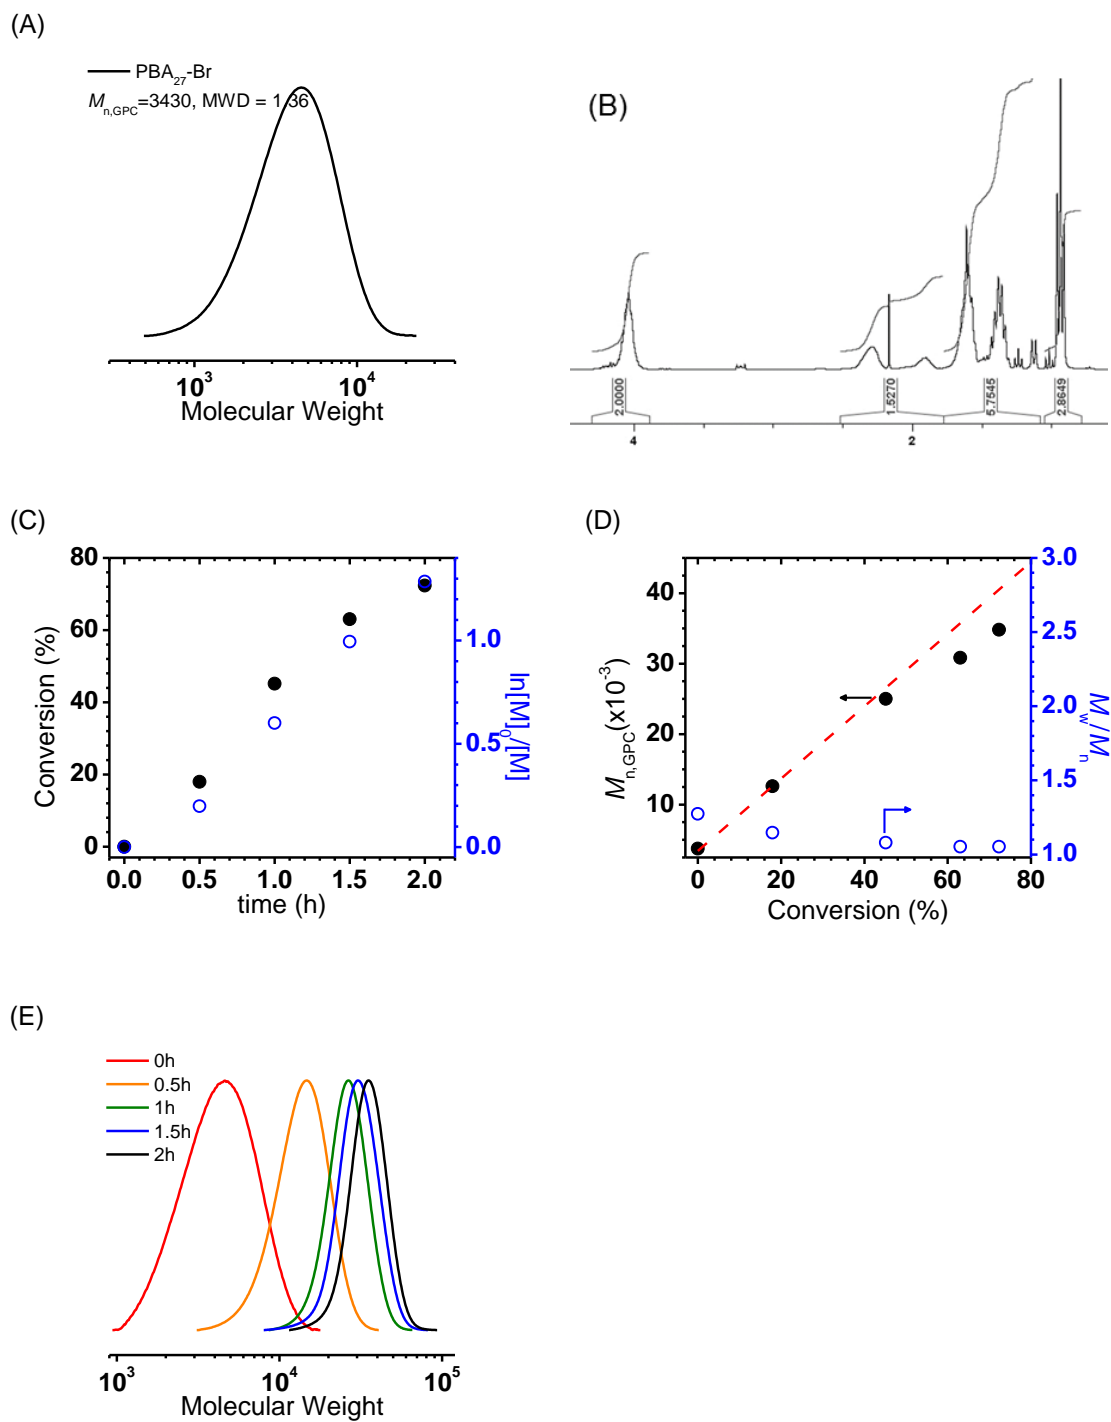 (A)
PBA27-Br
Mn,GPC=3430, MWD = 1.36
10^3 10^4
Molecular Weight
(B)
2.0000 1.5270 5.7545 2.8649
4 2
(C)
80
60
40
20
0
Conversion (%)
1.0
0.5
0.0
ln[M]0/[M]
0.0 0.5 1.0 1.5 2.0
time (h)
(D)
40
30
20
10
Mn,GPC(x10^-3)
3.0
2.5
2.0
1.5
1.0
Mw/Mn
0 20 40 60 80
Conversion (%)
(E)
0h
0.5h
1h
1.5h
2h
10^3 10^4 10^5
Molecular Weight